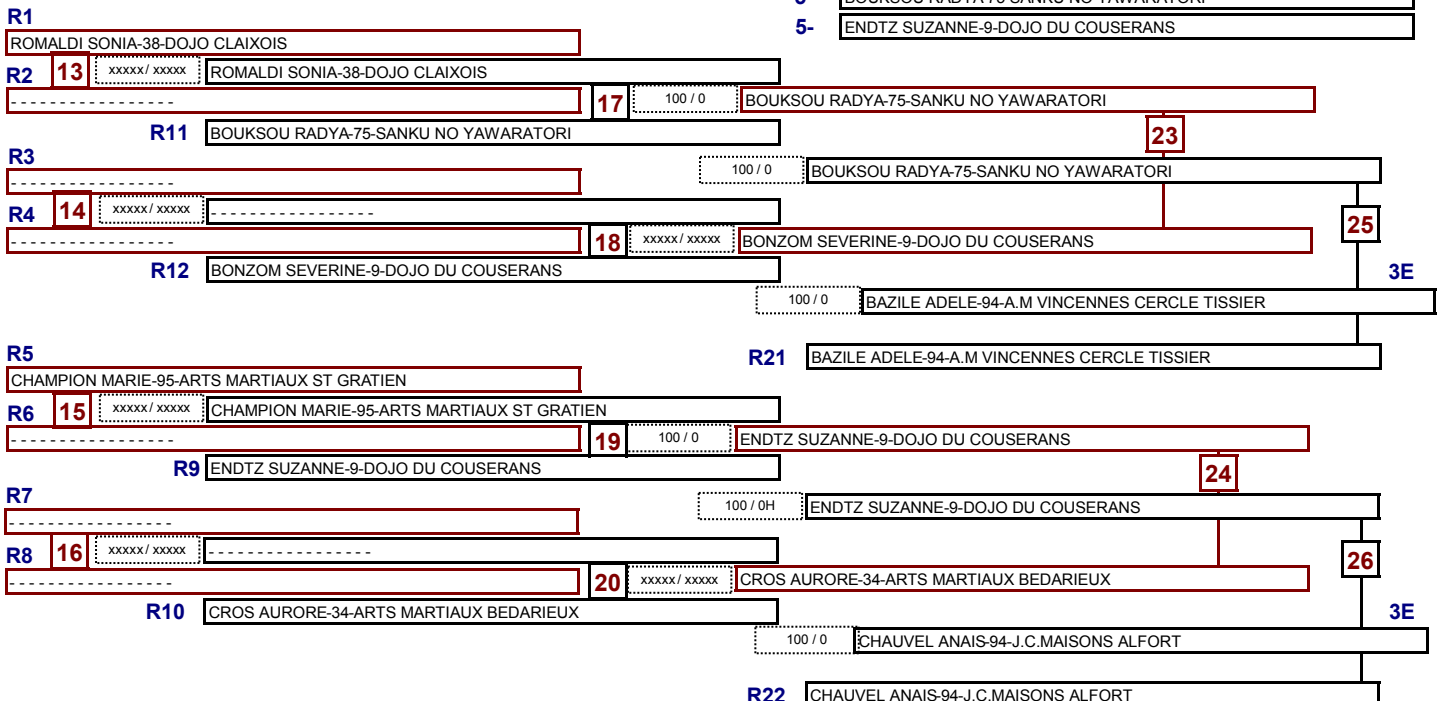 BOUKSOU RADYA-75-SANKU NO YAWARATORI
5- ENDTZ SUZANNE-9-DOJO DU COUSERANS
R1
ROMALDI SONIA-38-DOJO CLAIXOIS
R2 13 xxxxx / xxxxx ROMALDI SONIA-38-DOJO CLAIXOIS
- - - - - - - - - - - - - - - - - 17 100 / 0 BOUKSOU RADYA-75-SANKU NO YAWARATORI
R11 BOUKSOU RADYA-75-SANKU NO YAWARATORI 23
R3
100 / 0 BOUKSOU RADYA-75-SANKU NO YAWARATORI
- - - - - - - - - - - - - - - - -
R4 14 xxxxx / xxxxx - - - - - - - - - - - - - - - - - 25
- - - - - - - - - - - - - - - - - 18 xxxxx / xxxxx BONZOM SEVERINE-9-DOJO DU COUSERANS
R12 BONZOM SEVERINE-9-DOJO DU COUSERANS 3E
100 / 0 BAZILE ADELE-94-A.M VINCENNES CERCLE TISSIER
R5
R21 BAZILE ADELE-94-A.M VINCENNES CERCLE TISSIER
CHAMPION MARIE-95-ARTS MARTIAUX ST GRATIEN
R6 15 xxxxx / xxxxx CHAMPION MARIE-95-ARTS MARTIAUX ST GRATIEN
- - - - - - - - - - - - - - - - - 19 100 / 0 ENDTZ SUZANNE-9-DOJO DU COUSERANS
R9 ENDTZ SUZANNE-9-DOJO DU COUSERANS 24
R7
100 / 0H ENDTZ SUZANNE-9-DOJO DU COUSERANS
- - - - - - - - - - - - - - - - -
R8 16 xxxxx / xxxxx - - - - - - - - - - - - - - - - - 26
- - - - - - - - - - - - - - - - - 20 xxxxx / xxxxx CROS AURORE-34-ARTS MARTIAUX BEDARIEUX
R10 CROS AURORE-34-ARTS MARTIAUX BEDARIEUX 3E
100 / 0 CHAUVEL ANAIS-94-J.C.MAISONS ALFORT
R22 CHAUVEL ANAIS-94-J.C.MAISONS ALFORT